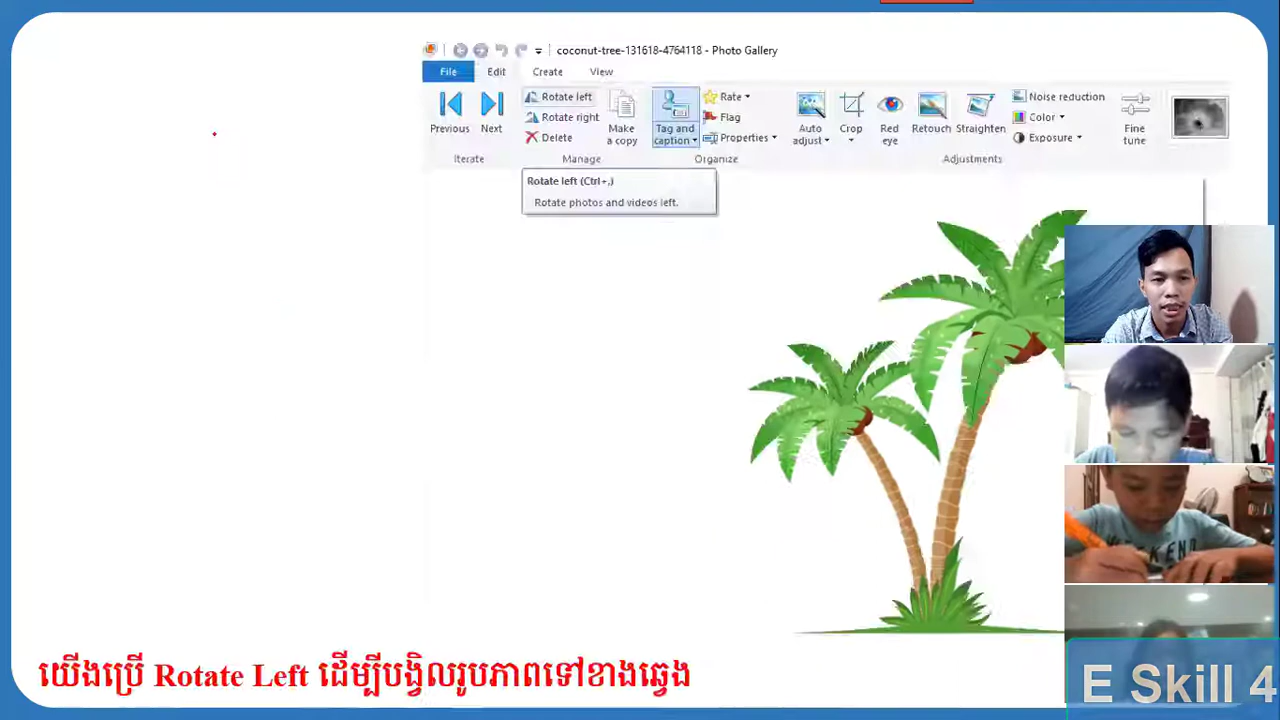 coconut-tree-131618-4764118 - Photo Gallery
File Edit Create View
Rotate left
Rotate right
Delete
Previous
Next
Make a copy
Tag and caption
Rate
Flag
Properties
Auto adjust
Crop
Red eye
Retouch
Straighten
Noise reduction
Color
Exposure
Fine tune
Iterate Manage Organize Adjustments
Rotate left (Ctrl+,)
Rotate photos and videos left.
WEEKEND
យើងប្រើ Rotate Left ដើម្បីបង្វិលរូបភាពទៅខាងឆ្វេង
E Skill 4